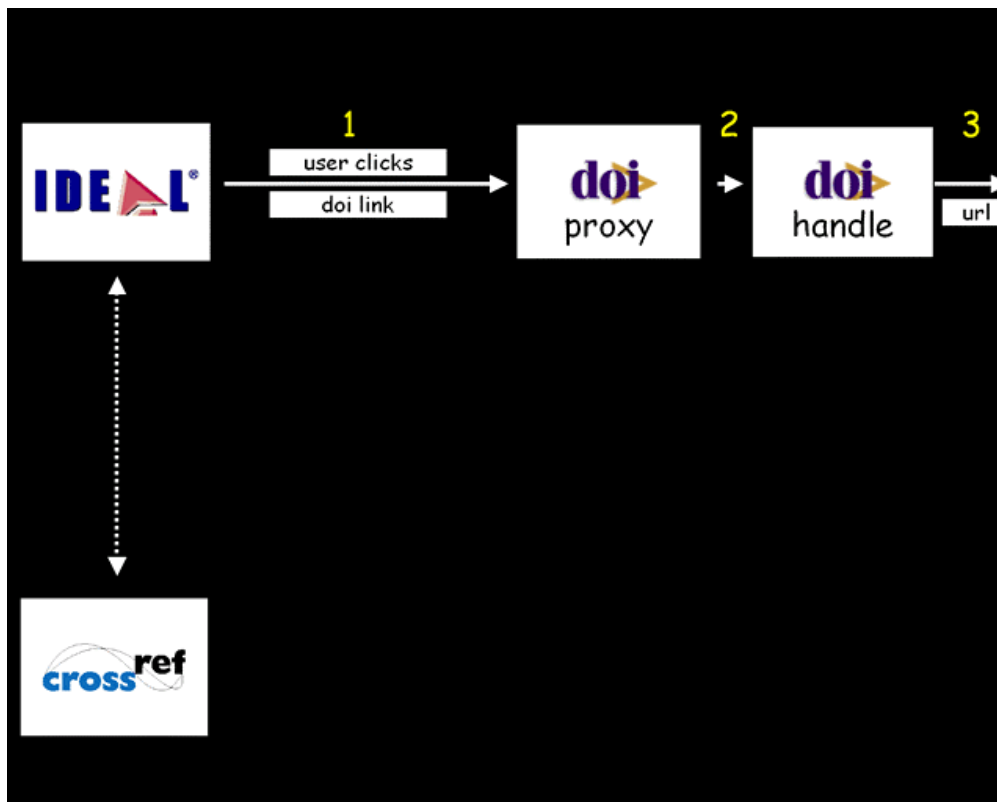 1
2
3
IDEAL®
user clicks
doi link
doi
proxy
doi
handle
url
cross
ref